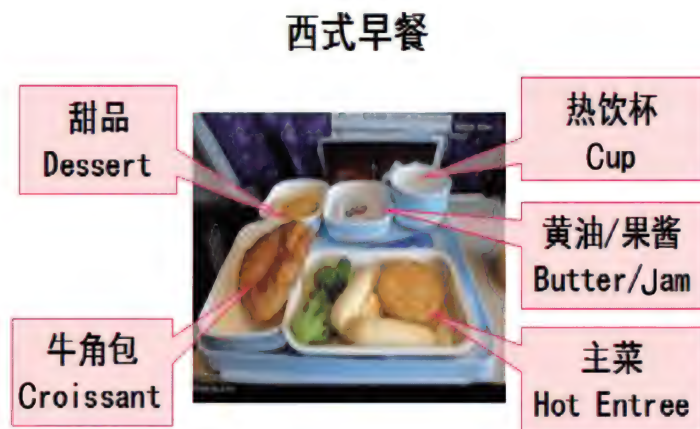 西式早餐
甜品
Dessert
热饮杯
Cup
黄油/果酱
Butter/Jam
牛角包
Croissant
主菜
Hot Entree